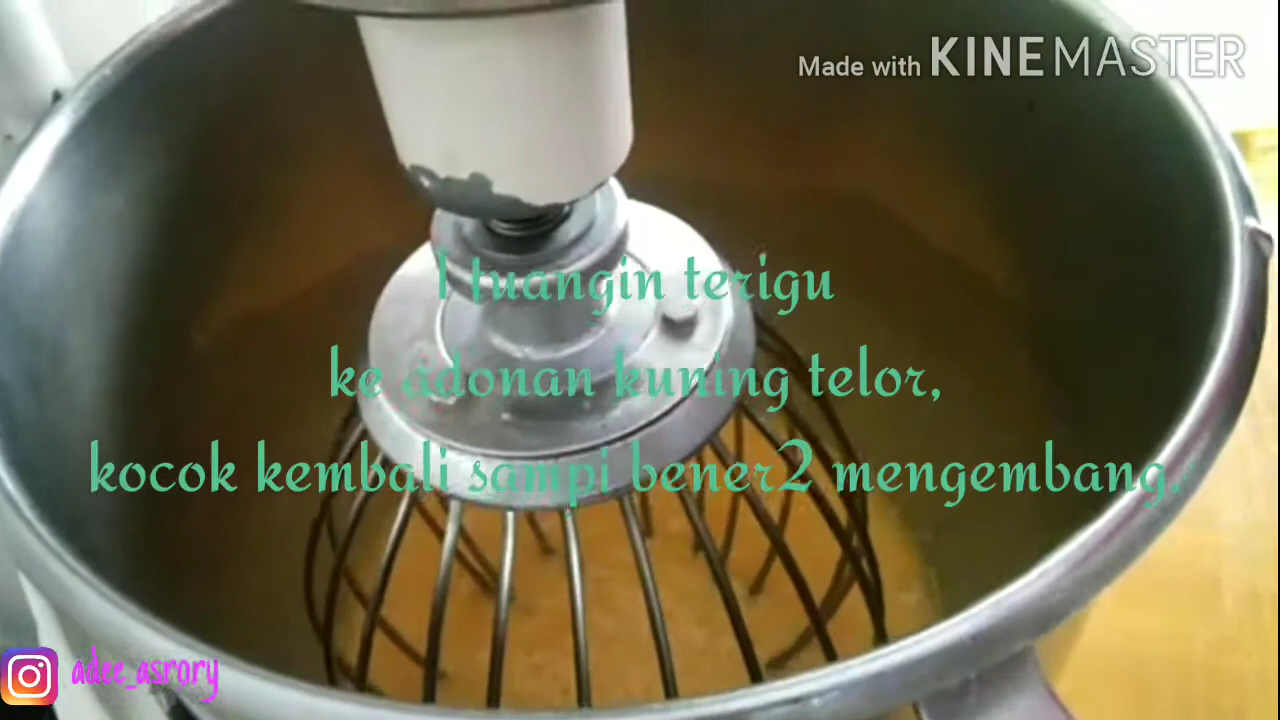 Made with KINEMASTER
l tuangin terigu
ke adonan kuning telor,
kocok kembali sampi bener2 mengembang.
adee_asrory